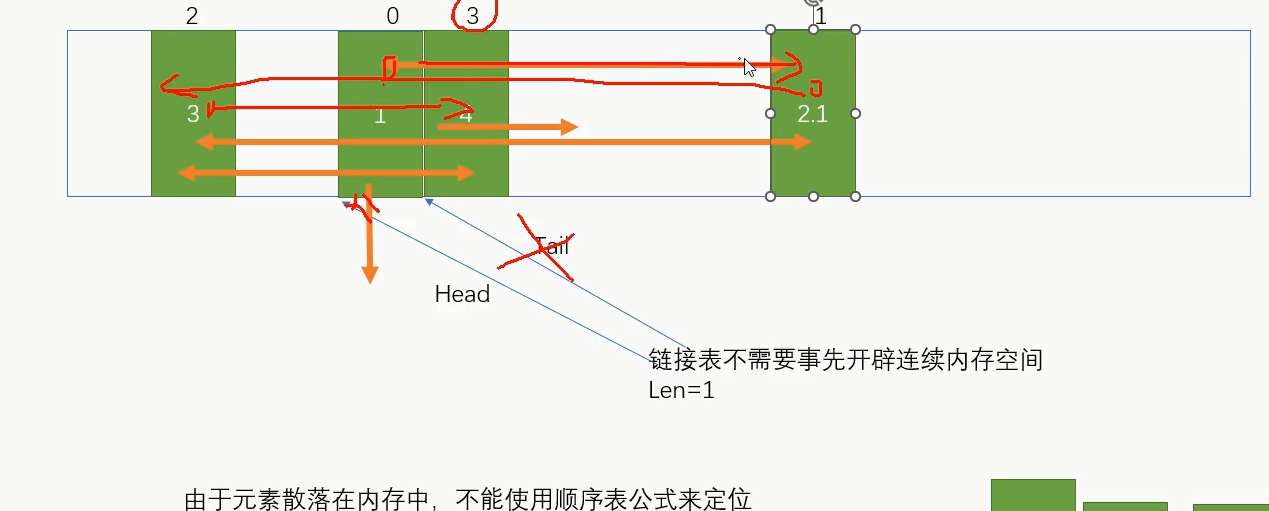 2 0 3 1
3 1 4 2.1
Tail
Head
链接表不需要事先开辟连续内存空间
Len=1
由于元素散落在内存中，不能使用顺序表公式来定位